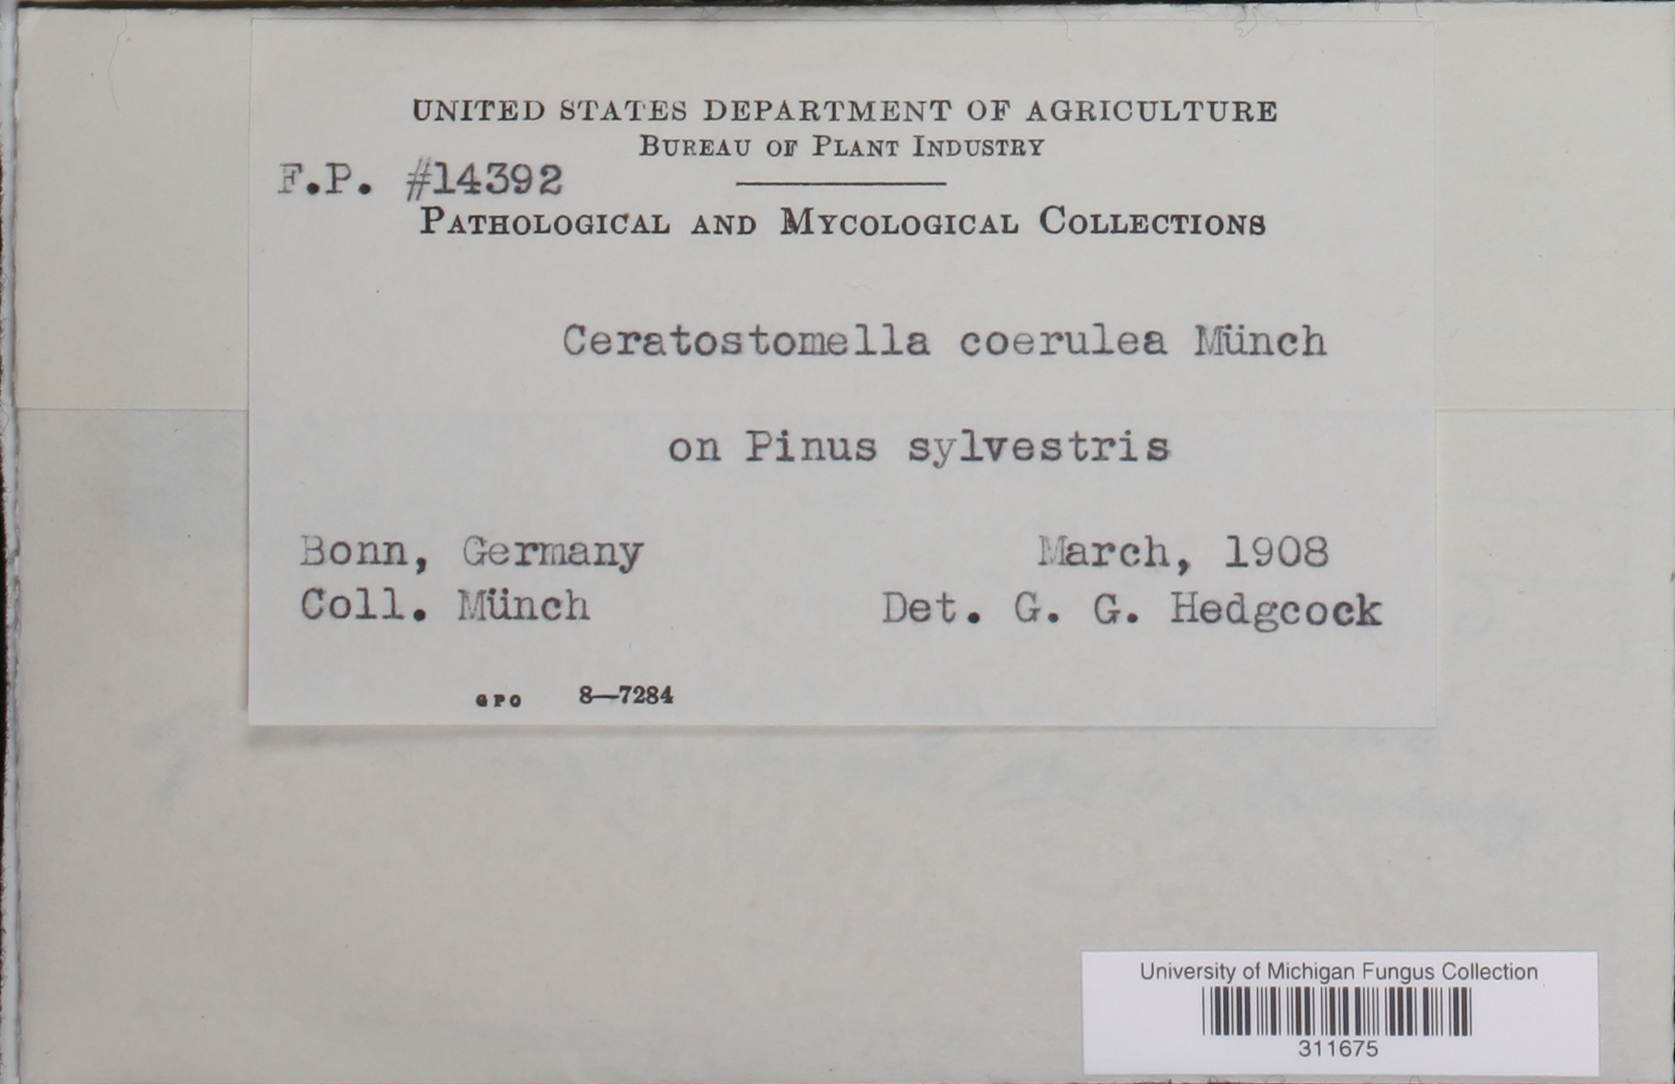 UNITED STATES DEPARTMENT OF AGRICULTURE
BUREAU OF PLANT INDUSTRY
F.P. #14392
PATHOLOGICAL AND MYCOLOGICAL COLLECTIONS
Ceratostomella coerulea Münch
on Pinus sylvestris
Bonn, Germany March, 1908
Coll. Münch Det. G. G. Hedgcock
GPO 8—7284
University of Michigan Fungus Collection
311675